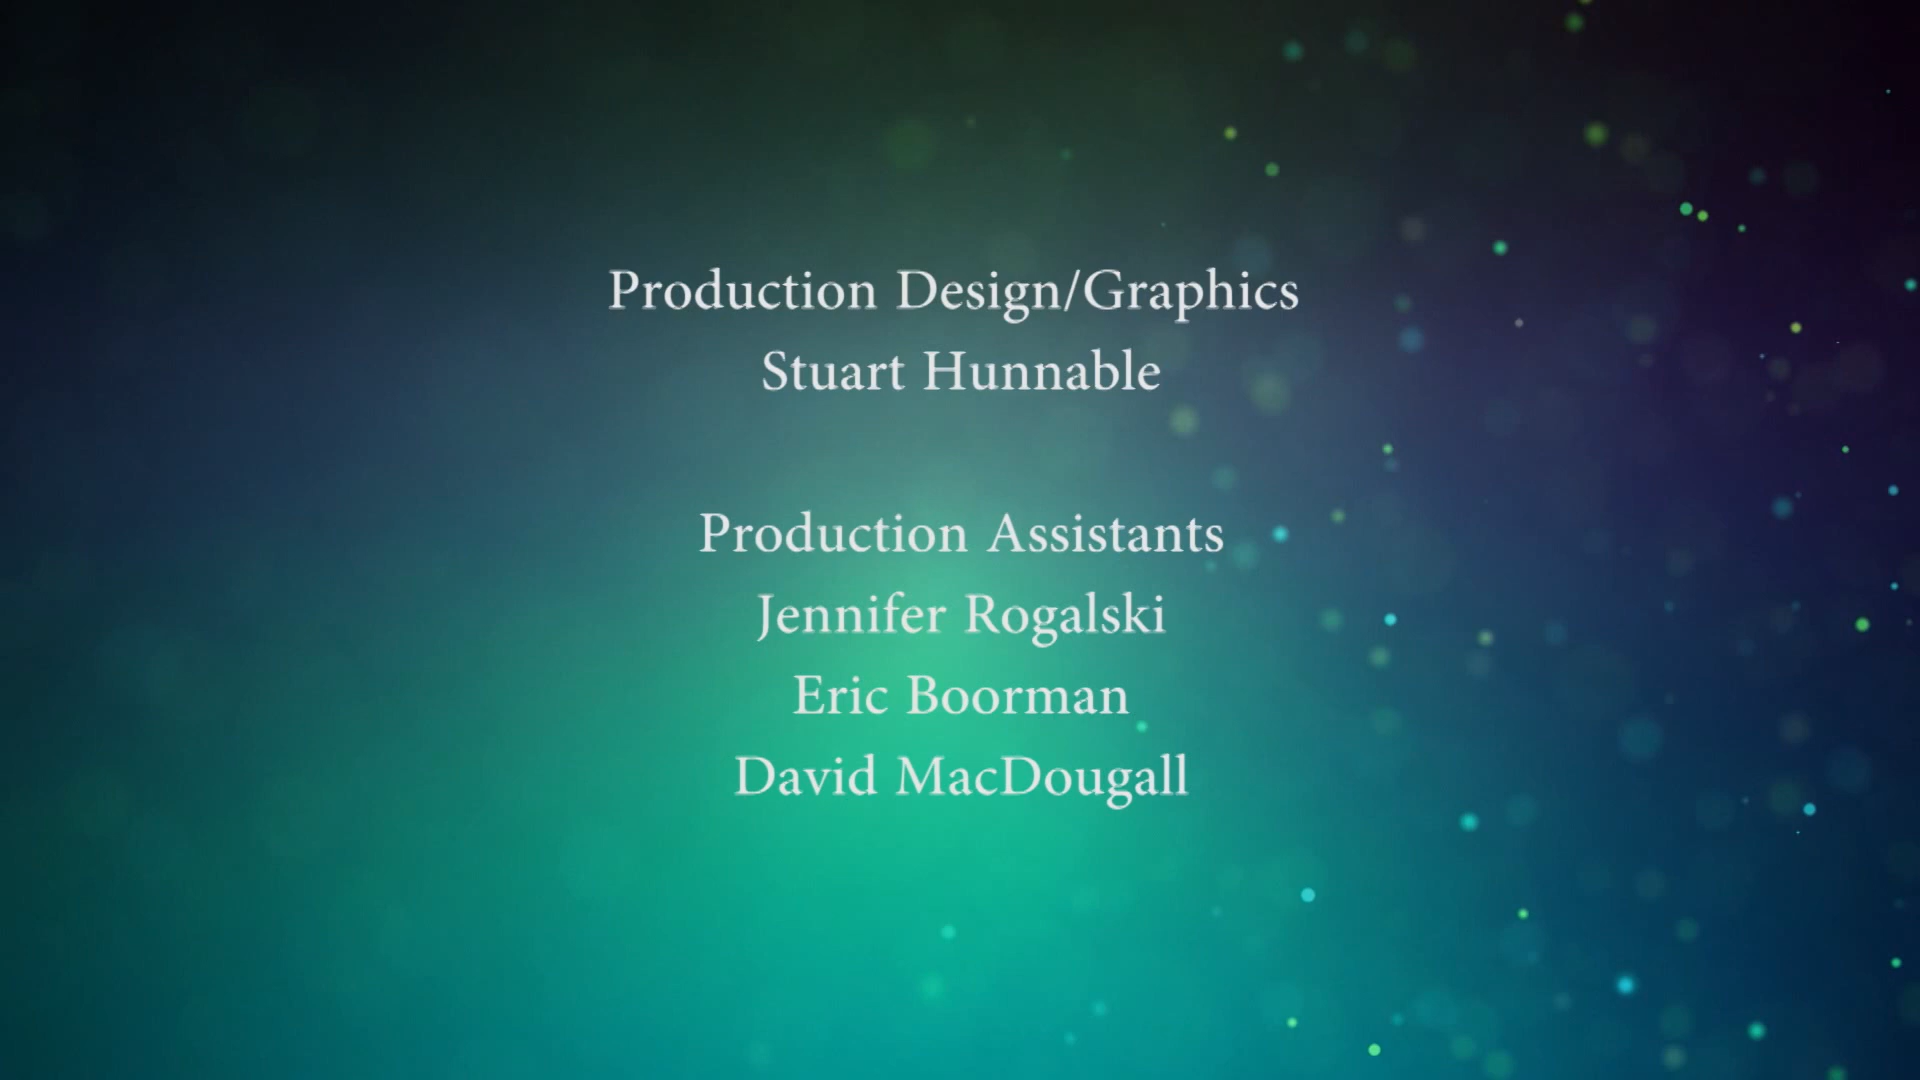 Production Design/Graphics
Stuart Hunnable
Production Assistants
Jennifer Rogalski
Eric Boorman
David MacDougall